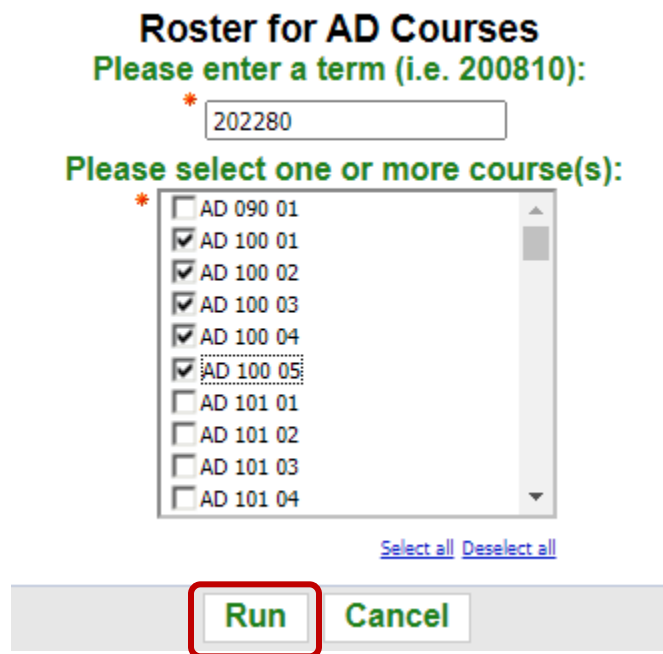 Roster for AD Courses
Please enter a term (i.e. 200810):
* 202280
Please select one or more course(s):
* AD 090 01
AD 100 01
AD 100 02
AD 100 03
AD 100 04
AD 100 05
AD 101 01
AD 101 02
AD 101 03
AD 101 04
Select all Deselect all
Run Cancel